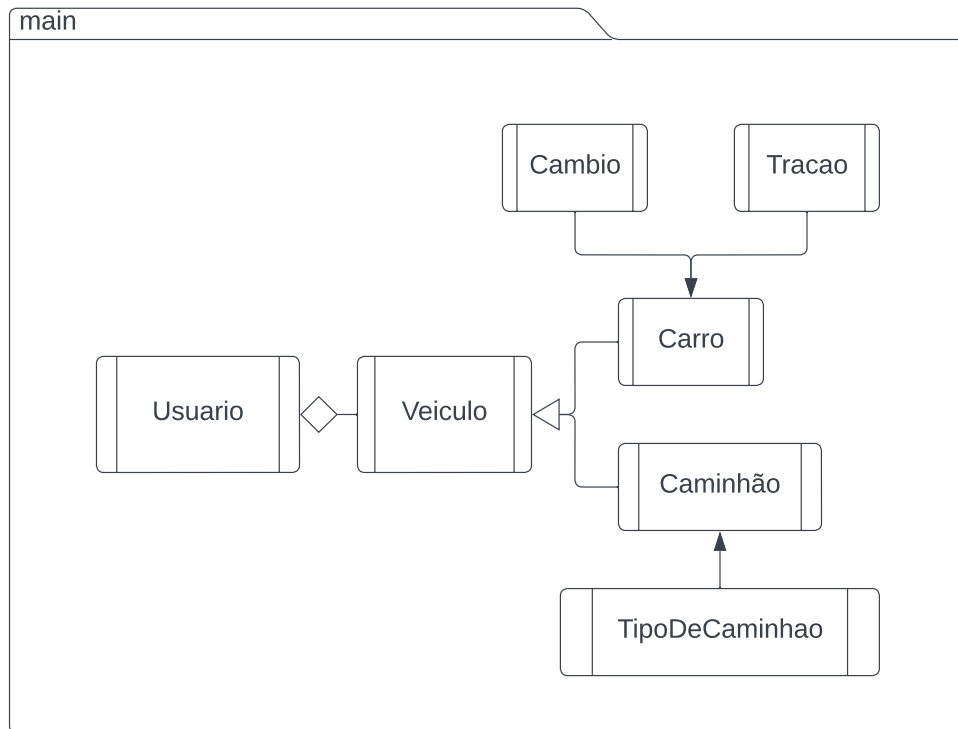 main
Cambio
Tracao
Carro
Usuario
Veiculo
Caminhão
TipoDeCaminhao